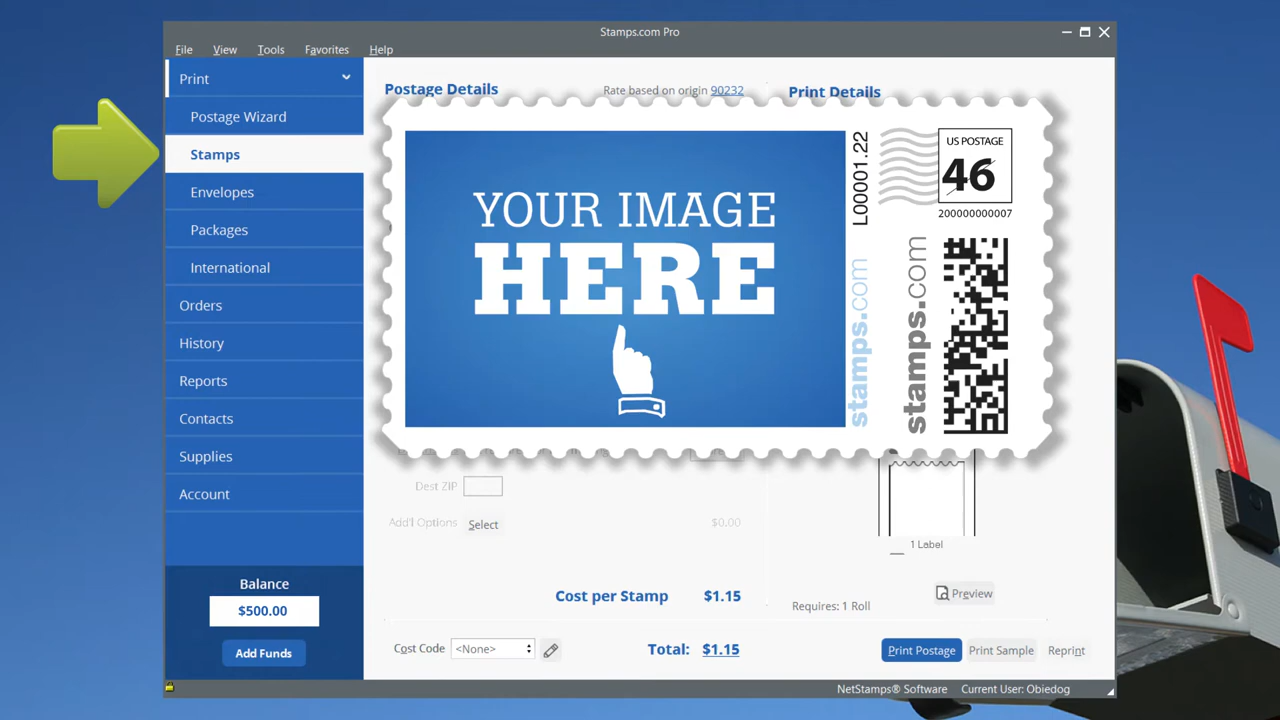 Stamps.com Pro
File View Tools Favorites Help
Print
Postage Wizard
Stamps
Envelopes
Packages
International
Orders
History
Reports
Contacts
Supplies
Account
Balance
$500.00
Add Funds
Postage Details
Rate based on origin 90232
Print Details
YOUR IMAGE
HERE
L00001.22
stamps.com
US POSTAGE
46
200000000007
stamps.com
Dest ZIP
Add'l Options Select $0.00
1 Label
Cost per Stamp $1.15
Preview
Requires: 1 Roll
Cost Code <None>
Total: $1.15
Print Postage Print Sample Reprint
NetStamps® Software Current User: Obiedog